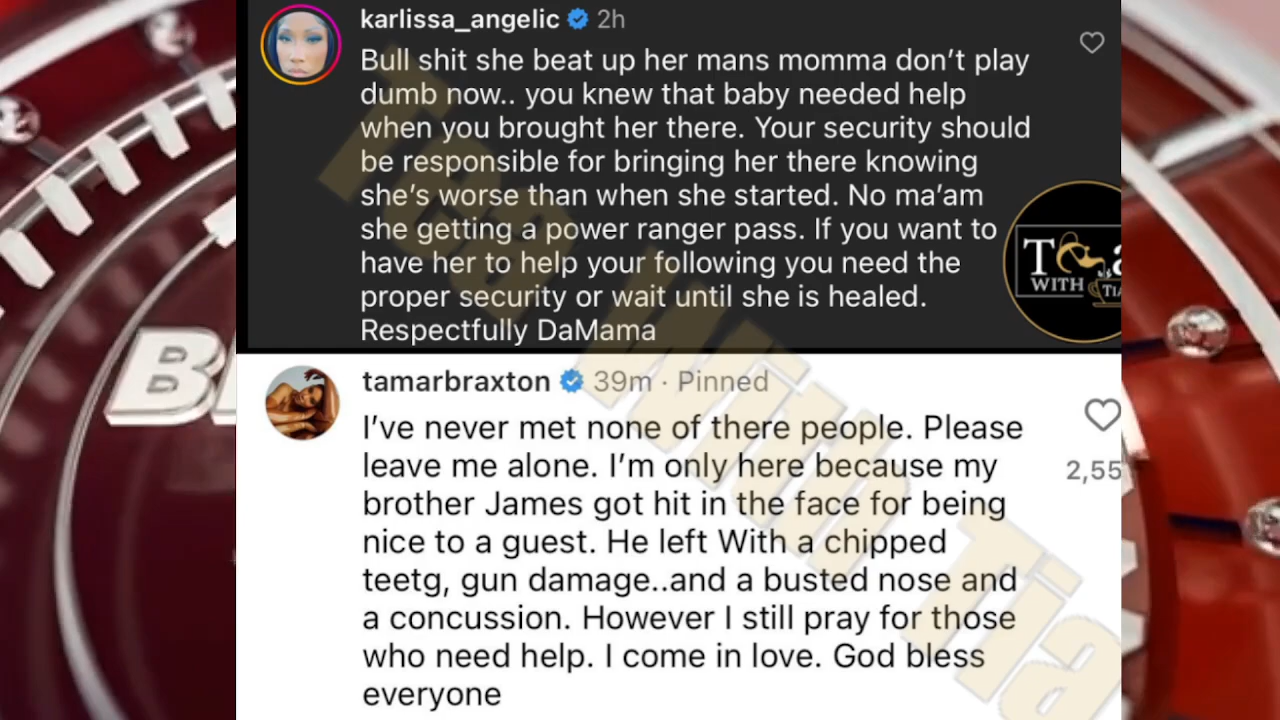 karlissa_angelic 2h
Bull shit she beat up her mans momma don't play
dumb now.. you knew that baby needed help
when you brought her there. Your security should
be responsible for bringing her there knowing
she's worse than when she started. No ma'am
she getting a power ranger pass. If you want to
have her to help your following you need the
proper security or wait until she is healed.
Respectfully DaMama
WITH
tamarbraxton 39m · Pinned
I've never met none of there people. Please
leave me alone. I'm only here because my
brother James got hit in the face for being
nice to a guest. He left With a chipped
teetg, gun damage..and a busted nose and
a concussion. However I still pray for those
who need help. I come in love. God bless
everyone
2,55
Tea With Tia